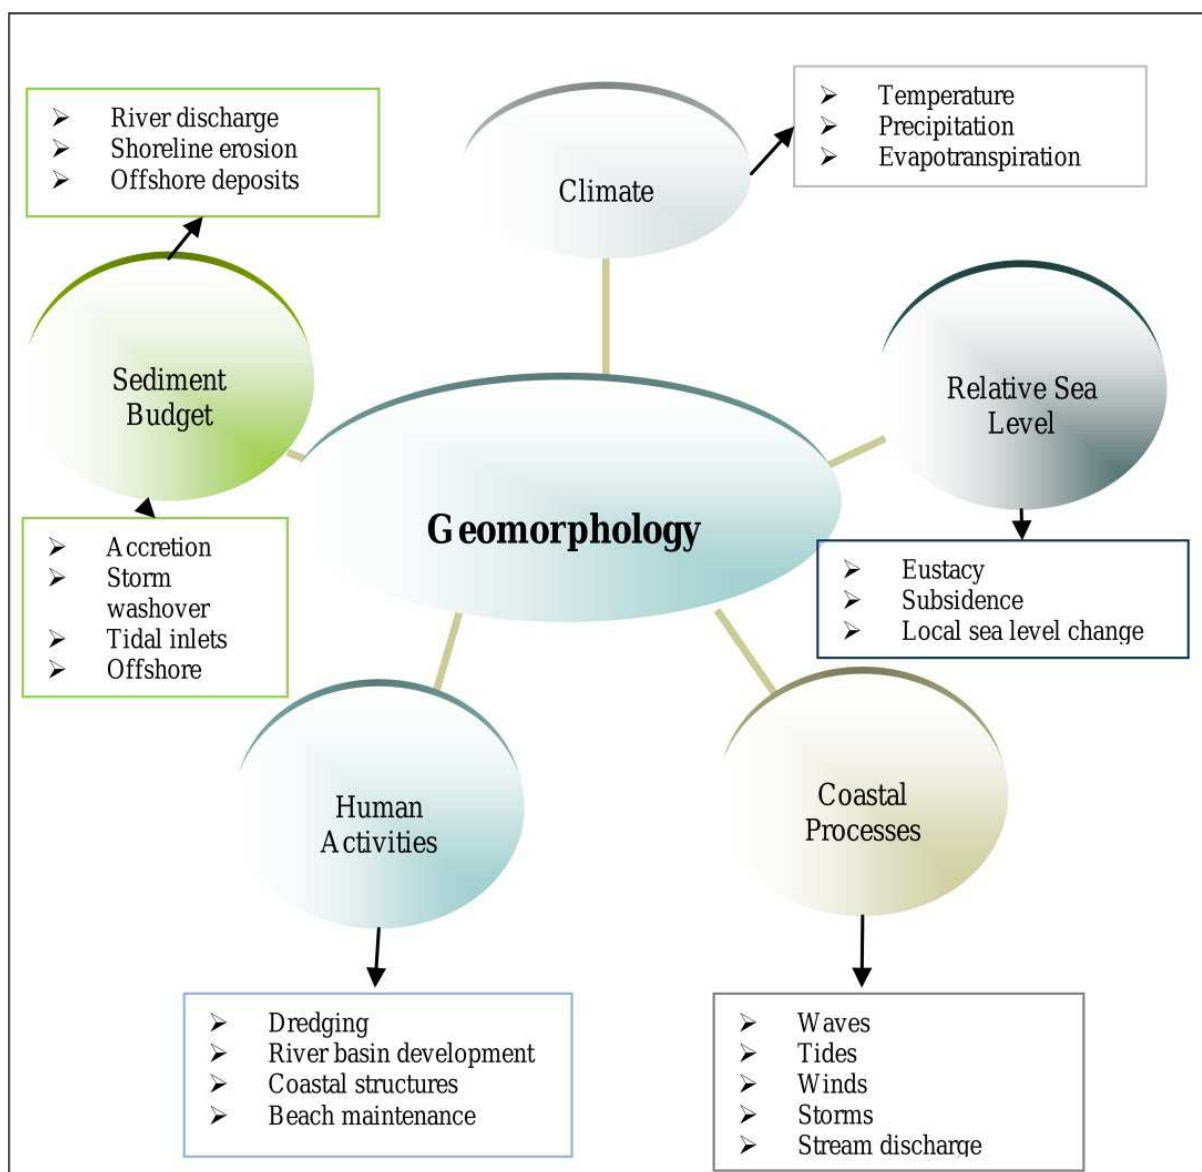 River discharge
Shoreline erosion
Offshore deposits
Temperature
Precipitation
Evapotranspiration
Climate
Sediment
Budget
Relative Sea
Level
Geomorphology
Accretion
Storm
washover
Tidal inlets
Offshore
Eustacy
Subsidence
Local sea level change
Human
Activities
Coastal
Processes
Dredging
River basin development
Coastal structures
Beach maintenance
Waves
Tides
Winds
Storms
Stream discharge